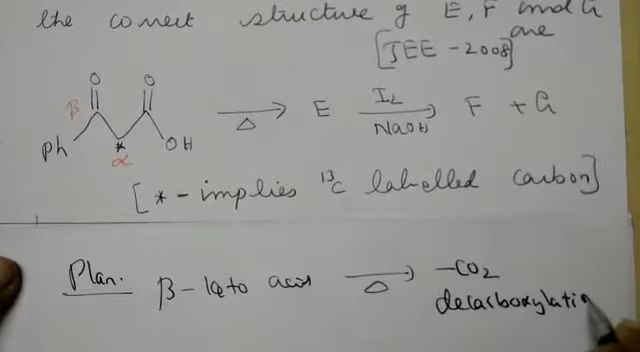 the correct structure of E, F and G
are
[JEE-2008]
O O
β
Ph * OH
α
Δ E I2 NaOH F + G
[* - implies 13C labelled carbon]
Plan. β-keto acid Δ -CO2
decarboxylatio